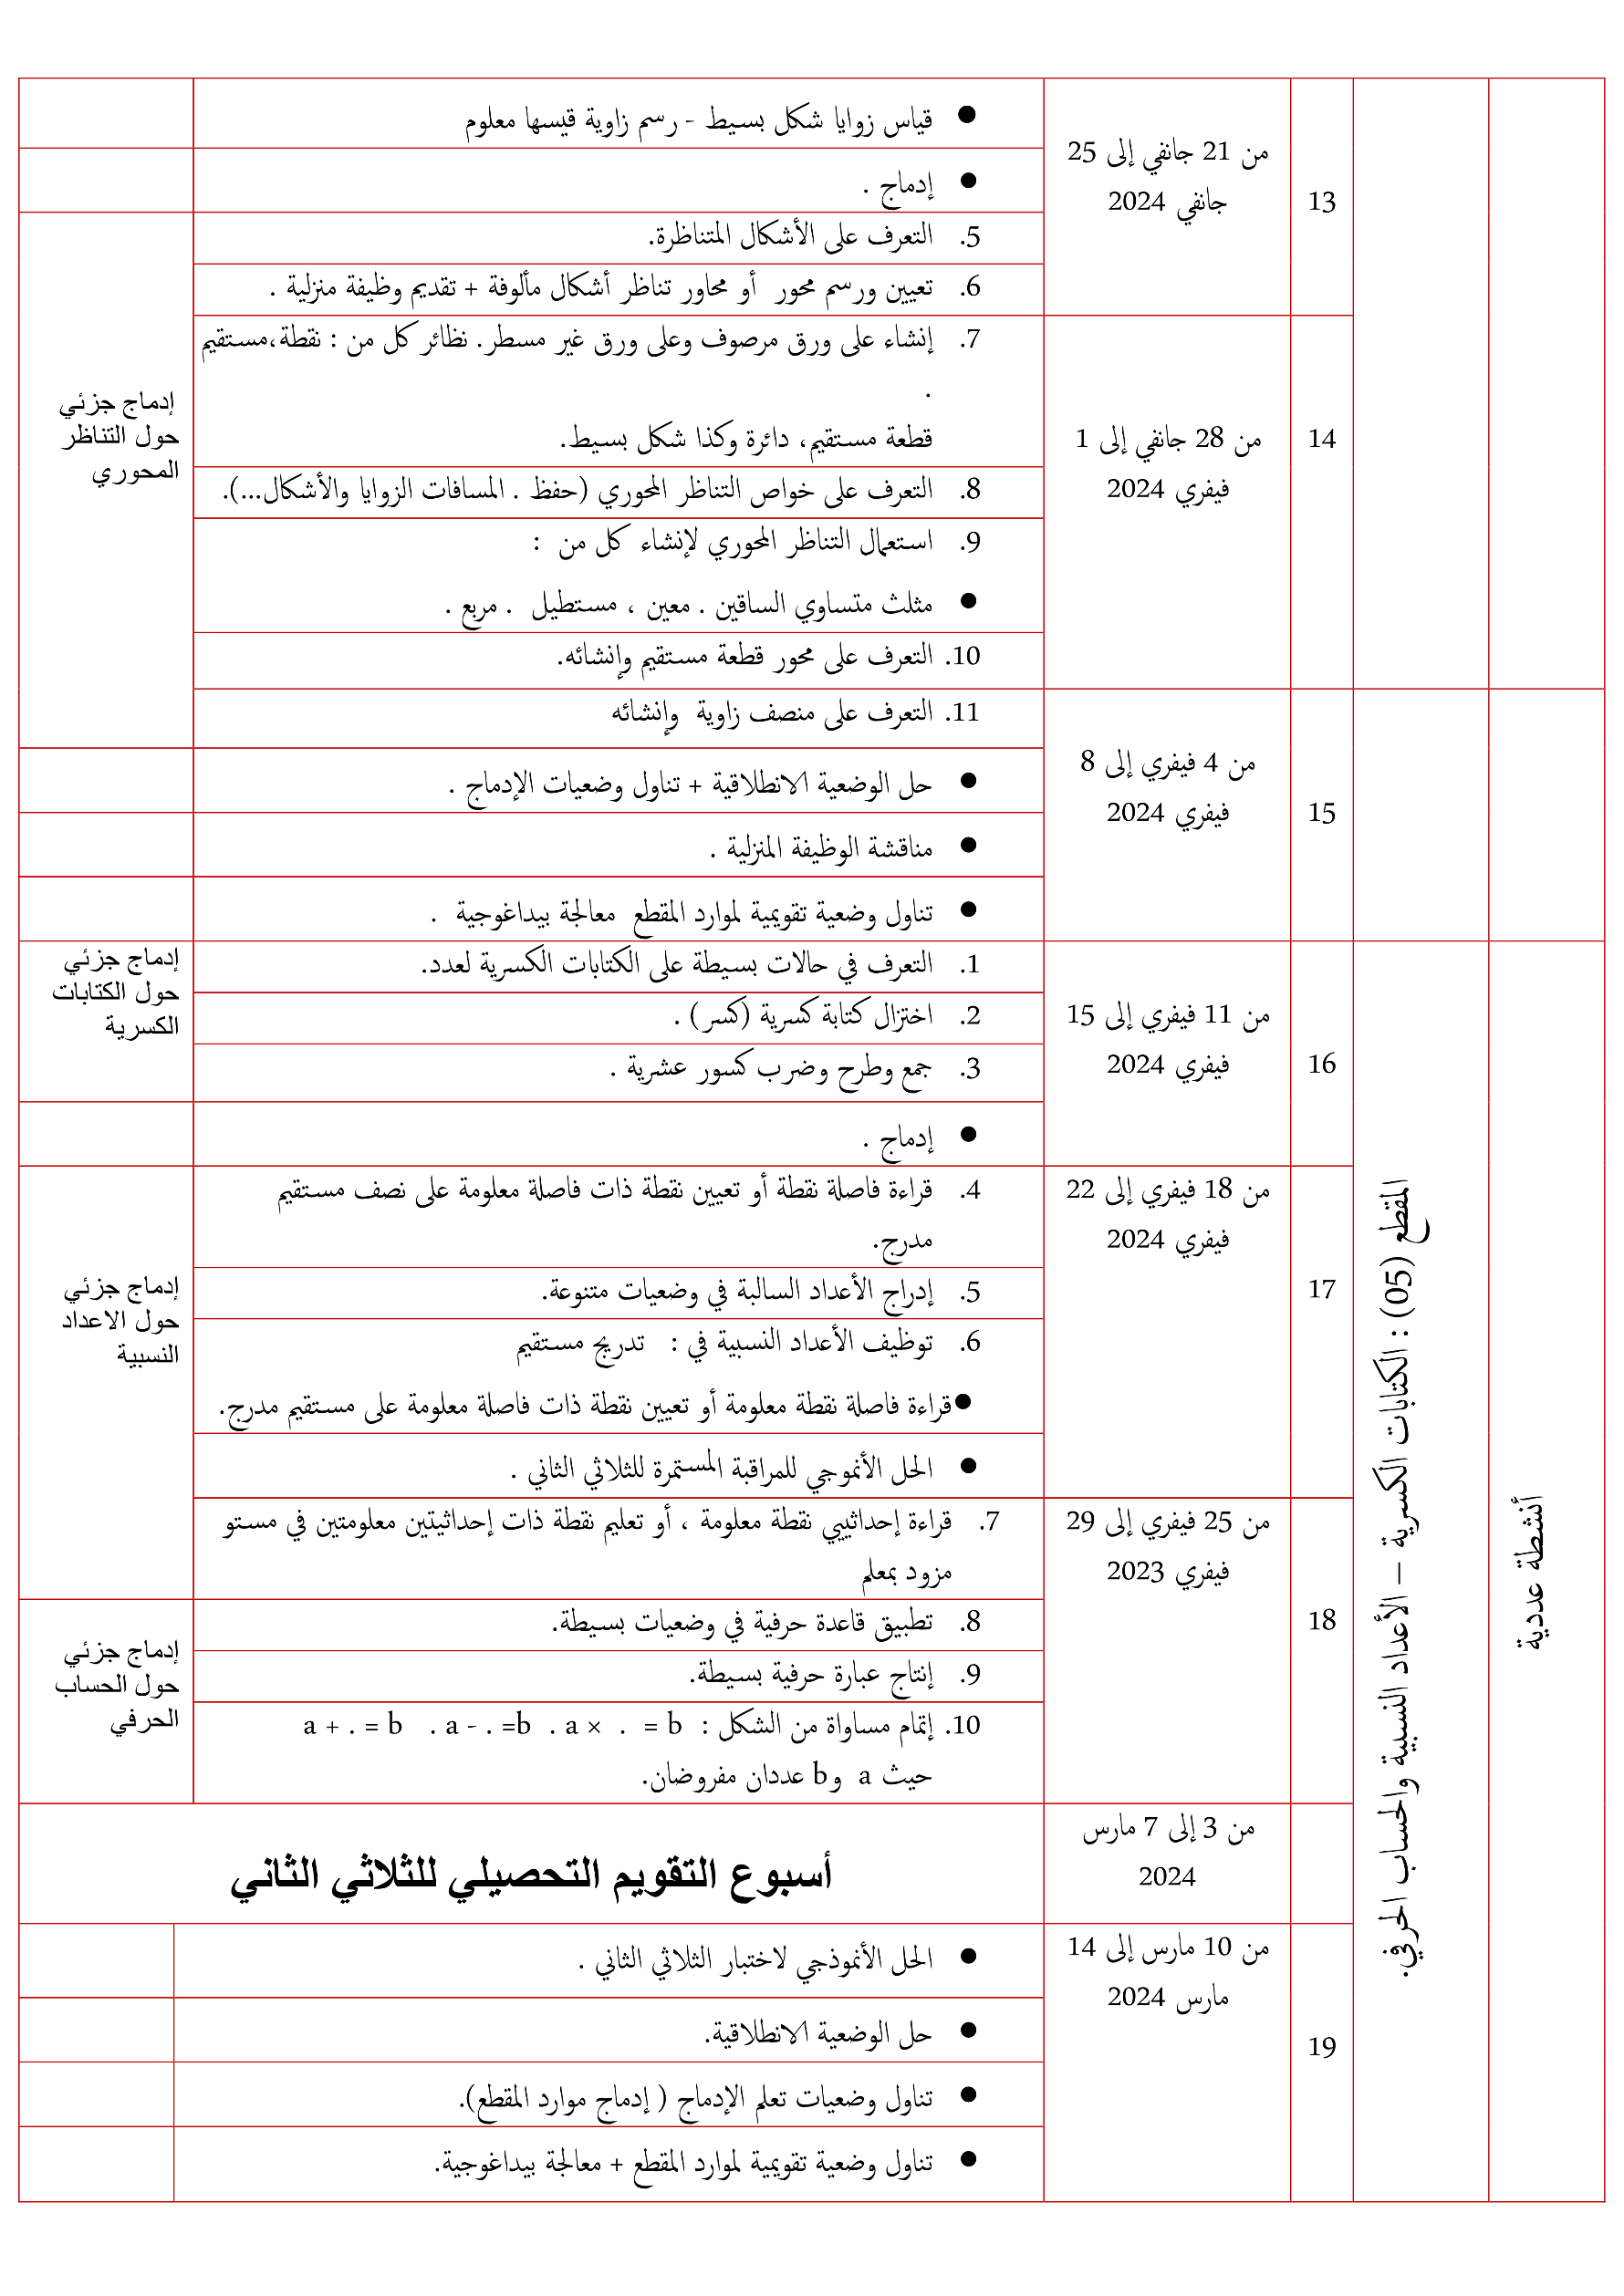 13
من 21 جانفي إلى 25
جانفي 2024
● قياس زوايا شكل بسيط - رسم زاوية قيسها معلوم
● إدماج .
5. التعرف على الأشكال المتناظرة.
6. تعيين ورسم محور أو محاور تناظر أشكال مألوفة + تقديم وظيفة منزلية .
إدماج جزئي
حول التناظر
المحوري
14
من 28 جانفي إلى 1
فيفري 2024
7. إنشاء على ورق مرصوف وعلى ورق غير مسطر. نظائر كل من : نقطة،مستقيم
.
قطعة مستقيم، دائرة وكذا شكل بسيط.
8. التعرف على خواص التناظر المحوري (حفظ . المسافات الزوايا والأشكال...).
9. استعمال التناظر المحوري لإنشاء كل من :
● مثلث متساوي الساقين . معين ، مستطيل . مربع .
10. التعرف على محور قطعة مستقيم وإنشائه.
15
من 4 فيفري إلى 8
فيفري 2024
11. التعرف على منصف زاوية وإنشائه
● حل الوضعية الانطلاقية + تناول وضعيات الإدماج .
● مناقشة الوظيفة المنزلية .
● تناول وضعية تقويمية لموارد المقطع معالجة بيداغوجية .
أنشطة عددية
المقطع (05) : الكتابات الكسرية – الأعداد النسبية والحساب الحرفي.
16
من 11 فيفري إلى 15
فيفري 2024
1. التعرف في حالات بسيطة على الكتابات الكسرية لعدد.
2. اختزال كتابة كسرية (كسر) .
3. جمع وطرح وضرب كسور عشرية .
● إدماج .
إدماج جزئي
حول الكتابات
الكسرية
17
من 18 فيفري إلى 22
فيفري 2024
4. قراءة فاصلة نقطة أو تعيين نقطة ذات فاصلة معلومة على نصف مستقيم
مدرج.
5. إدراج الأعداد السالبة في وضعيات متنوعة.
6. توظيف الأعداد النسبية في : تدريج مستقيم
●قراءة فاصلة نقطة معلومة أو تعيين نقطة ذات فاصلة معلومة على مستقيم مدرج.
● الحل الأنموجي للمراقبة المستمرة للثلاثي الثاني .
إدماج جزئي
حول الاعداد
النسبية
18
من 25 فيفري إلى 29
فيفري 2023
7. قراءة إحداثيي نقطة معلومة ، أو تعليم نقطة ذات إحداثيتين معلومتين في مستو
مزود بمعلم
8. تطبيق قاعدة حرفية في وضعيات بسيطة.
9. إنتاج عبارة حرفية بسيطة.
10. إتمام مساواة من الشكل : a + . = b . a - . =b . a × . = b
حيث a وb عددان مفروضان.
إدماج جزئي
حول الحساب
الحرفي
من 3 إلى 7 مارس
2024
أسبوع التقويم التحصيلي للثلاثي الثاني
19
من 10 مارس إلى 14
مارس 2024
● الحل الأنموذجي لاختبار الثلاثي الثاني .
● حل الوضعية الانطلاقية.
● تناول وضعيات تعلم الإدماج ( إدماج موارد المقطع).
● تناول وضعية تقويمية لموارد المقطع + معالجة بيداغوجية.